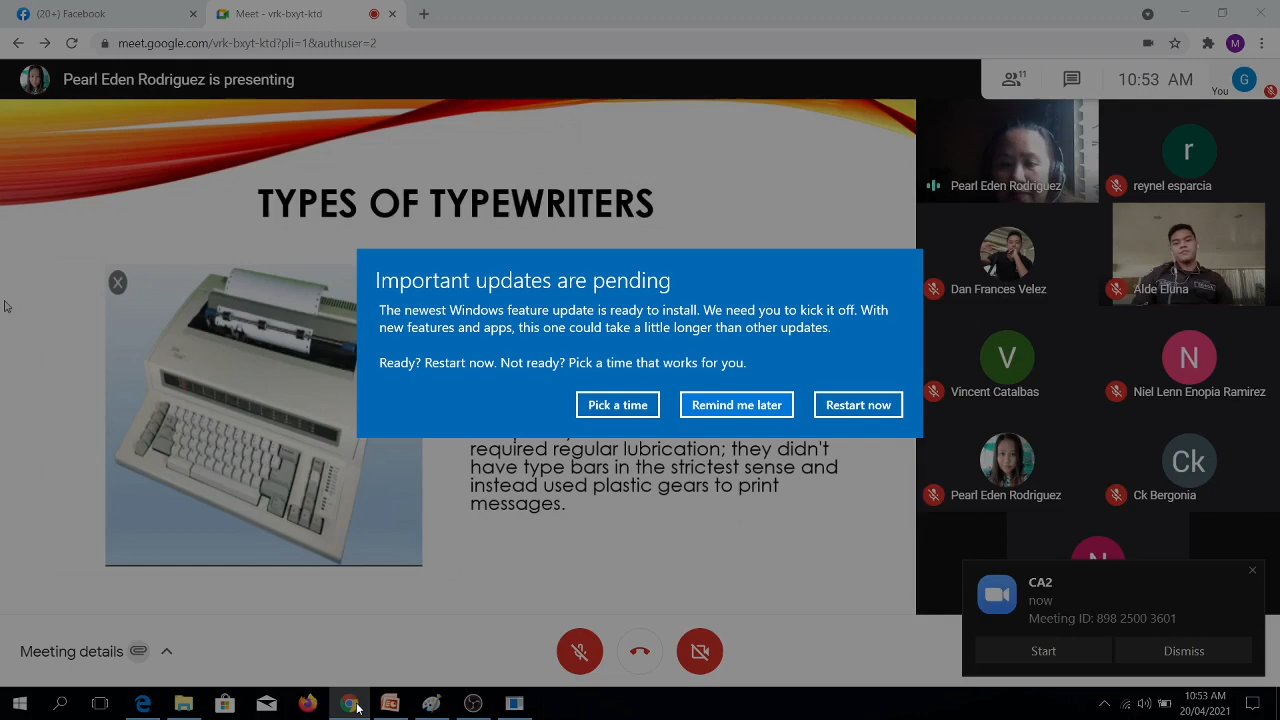 (20+) Facebook
Meet - vrk-bxyt-ktd
meet.google.com/vrk-bxyt-ktd?pli=1&authuser=2
M
Pearl Eden Rodriguez is presenting
11
10:53 AM
You
G
TYPES OF TYPEWRITERS
X
Important updates are pending
The newest Windows feature update is ready to install. We need you to kick it off. With
new features and apps, this one could take a little longer than other updates.
Ready? Restart now. Not ready? Pick a time that works for you.
Pick a time
Remind me later
Restart now
required regular lubrication; they didn't
have type bars in the strictest sense and
instead used plastic gears to print
messages.
Pearl Eden Rodriguez
r
reynel esparcia
Dan Frances Velez
Alde Eluna
V
Vincent Catalbas
N
Niel Lenn Enopia Ramirez
Pearl Eden Rodriguez
Ck
Ck Bergonia
N
CA2
now
Meeting ID: 898 2500 3601
Start
Dismiss
Meeting details
10:53 AM
20/04/2021